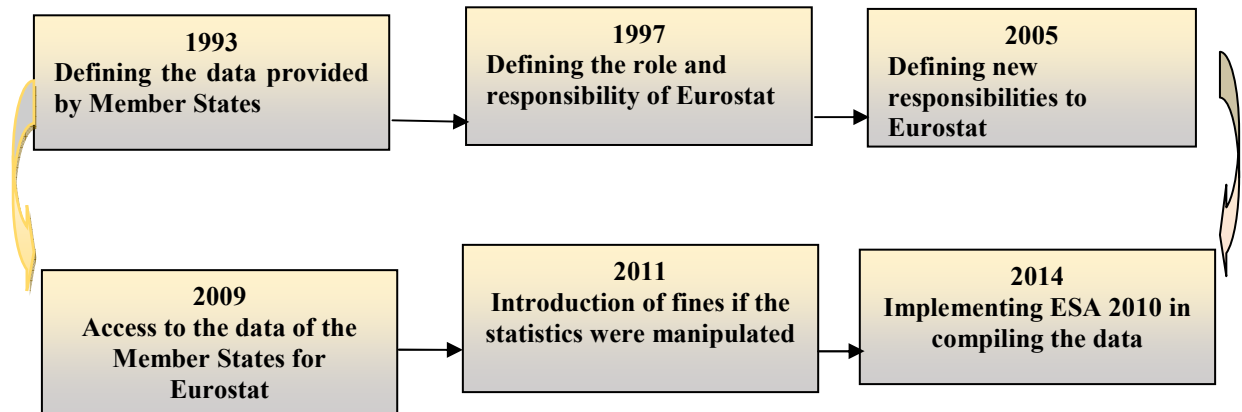 1993
Defining the data provided
by Member States
1997
Defining the role and
responsibility of Eurostat
2005
Defining new
responsibilities to
Eurostat
2009
Access to the data of the
Member States for
Eurostat
2011
Introduction of fines if the
statistics were manipulated
2014
Implementing ESA 2010 in
compiling the data